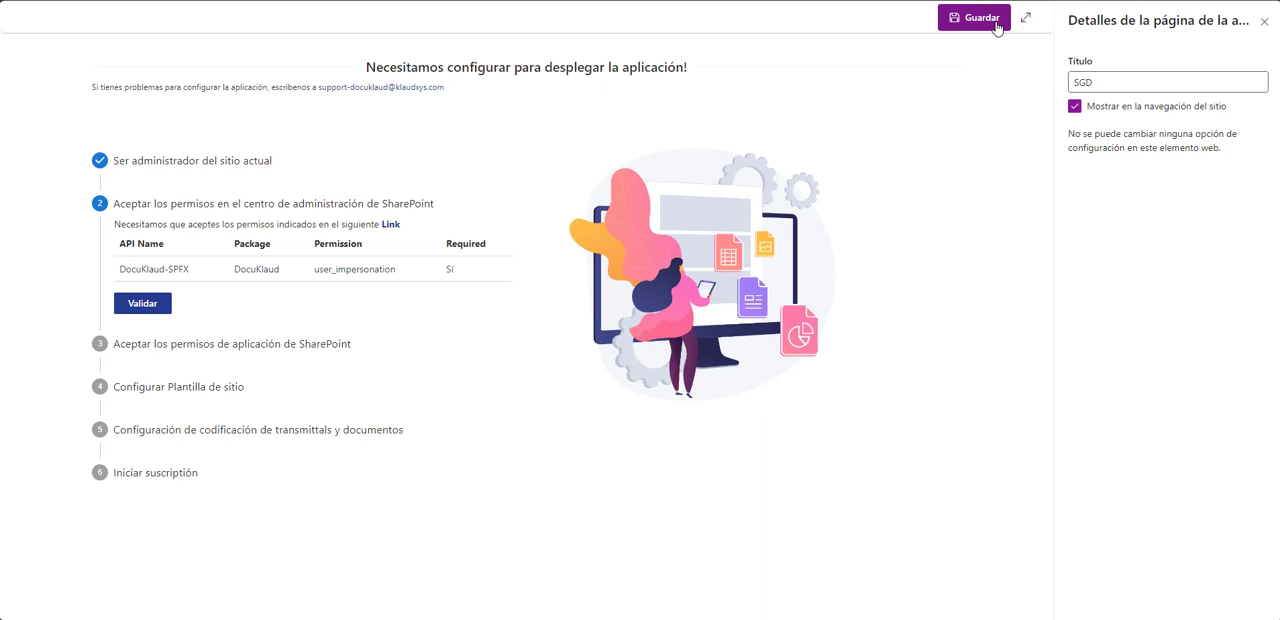 Guardar
Detalles de la página de la a...
Necesitamos configurar para desplegar la aplicación!
Si tienes problemas para configurar la aplicación, escribenos a support-docuklaud@klaudxys.com
Título
SGD
Mostrar en la navegación del sitio
No se puede cambiar ninguna opción de
configuración en este elemento web.
Ser administrador del sitio actual
2 Aceptar los permisos en el centro de administración de SharePoint
Necesitamos que aceptes los permisos indicados en el siguiente Link
API Name Package Permission Required
DocuKlaud-SPFX DocuKlaud user_impersonation Sí
Validar
3 Aceptar los permisos de aplicación de SharePoint
4 Configurar Plantilla de sitio
5 Configuración de codificación de transmittals y documentos
6 Iniciar suscriptión